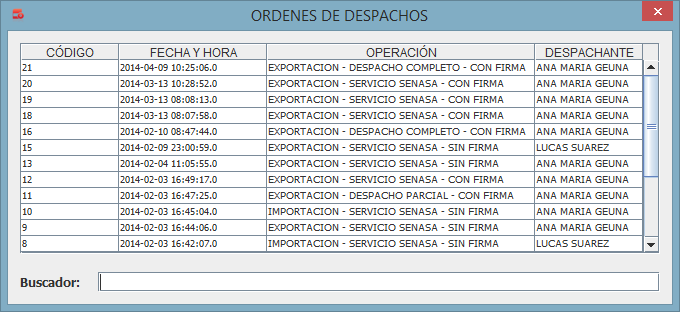 ORDENES DE DESPACHOS
CÓDIGO FECHA Y HORA OPERACIÓN DESPACHANTE
21 2014-04-09 10:25:06.0 EXPORTACION - DESPACHO COMPLETO - CON FIRMA ANA MARIA GEUNA
20 2014-03-13 10:28:52.0 EXPORTACION - SERVICIO SENASA - CON FIRMA ANA MARIA GEUNA
19 2014-03-13 08:08:13.0 EXPORTACION - SERVICIO SENASA - CON FIRMA ANA MARIA GEUNA
18 2014-03-13 08:07:58.0 EXPORTACION - SERVICIO SENASA - CON FIRMA ANA MARIA GEUNA
16 2014-02-10 08:47:44.0 EXPORTACION - DESPACHO COMPLETO - CON FIRMA ANA MARIA GEUNA
15 2014-02-09 23:00:59.0 EXPORTACION - SERVICIO SENASA - SIN FIRMA LUCAS SUAREZ
13 2014-02-04 11:05:55.0 EXPORTACION - SERVICIO SENASA - SIN FIRMA ANA MARIA GEUNA
12 2014-02-03 16:49:17.0 EXPORTACION - SERVICIO SENASA - CON FIRMA ANA MARIA GEUNA
11 2014-02-03 16:47:25.0 EXPORTACION - DESPACHO PARCIAL - CON FIRMA ANA MARIA GEUNA
10 2014-02-03 16:45:04.0 IMPORTACION - SERVICIO SENASA - SIN FIRMA ANA MARIA GEUNA
9 2014-02-03 16:44:06.0 EXPORTACION - SERVICIO SENASA - SIN FIRMA ANA MARIA GEUNA
8 2014-02-03 16:42:07.0 IMPORTACION - SERVICIO SENASA - SIN FIRMA LUCAS SUAREZ
Buscador: